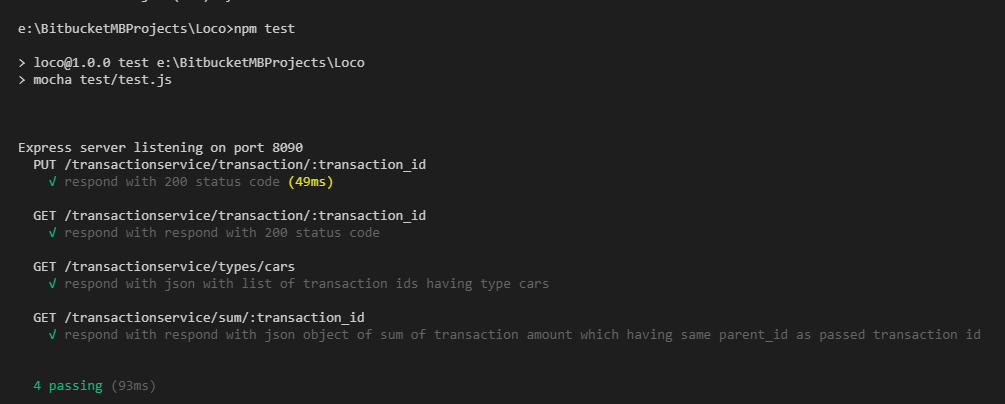 e:\BitbucketMBProjects\Loco>npm test
> loco@1.0.0 test e:\BitbucketMBProjects\Loco
> mocha test/test.js
Express server listening on port 8090
PUT /transactionservice/transaction/:transaction_id
√ respond with 200 status code (49ms)
GET /transactionservice/transaction/:transaction_id
√ respond with respond with 200 status code
GET /transactionservice/types/cars
√ respond with json with list of transaction ids having type cars
GET /transactionservice/sum/:transaction_id
√ respond with respond with json object of sum of transaction amount which having same parent_id as passed transaction id
4 passing (93ms)